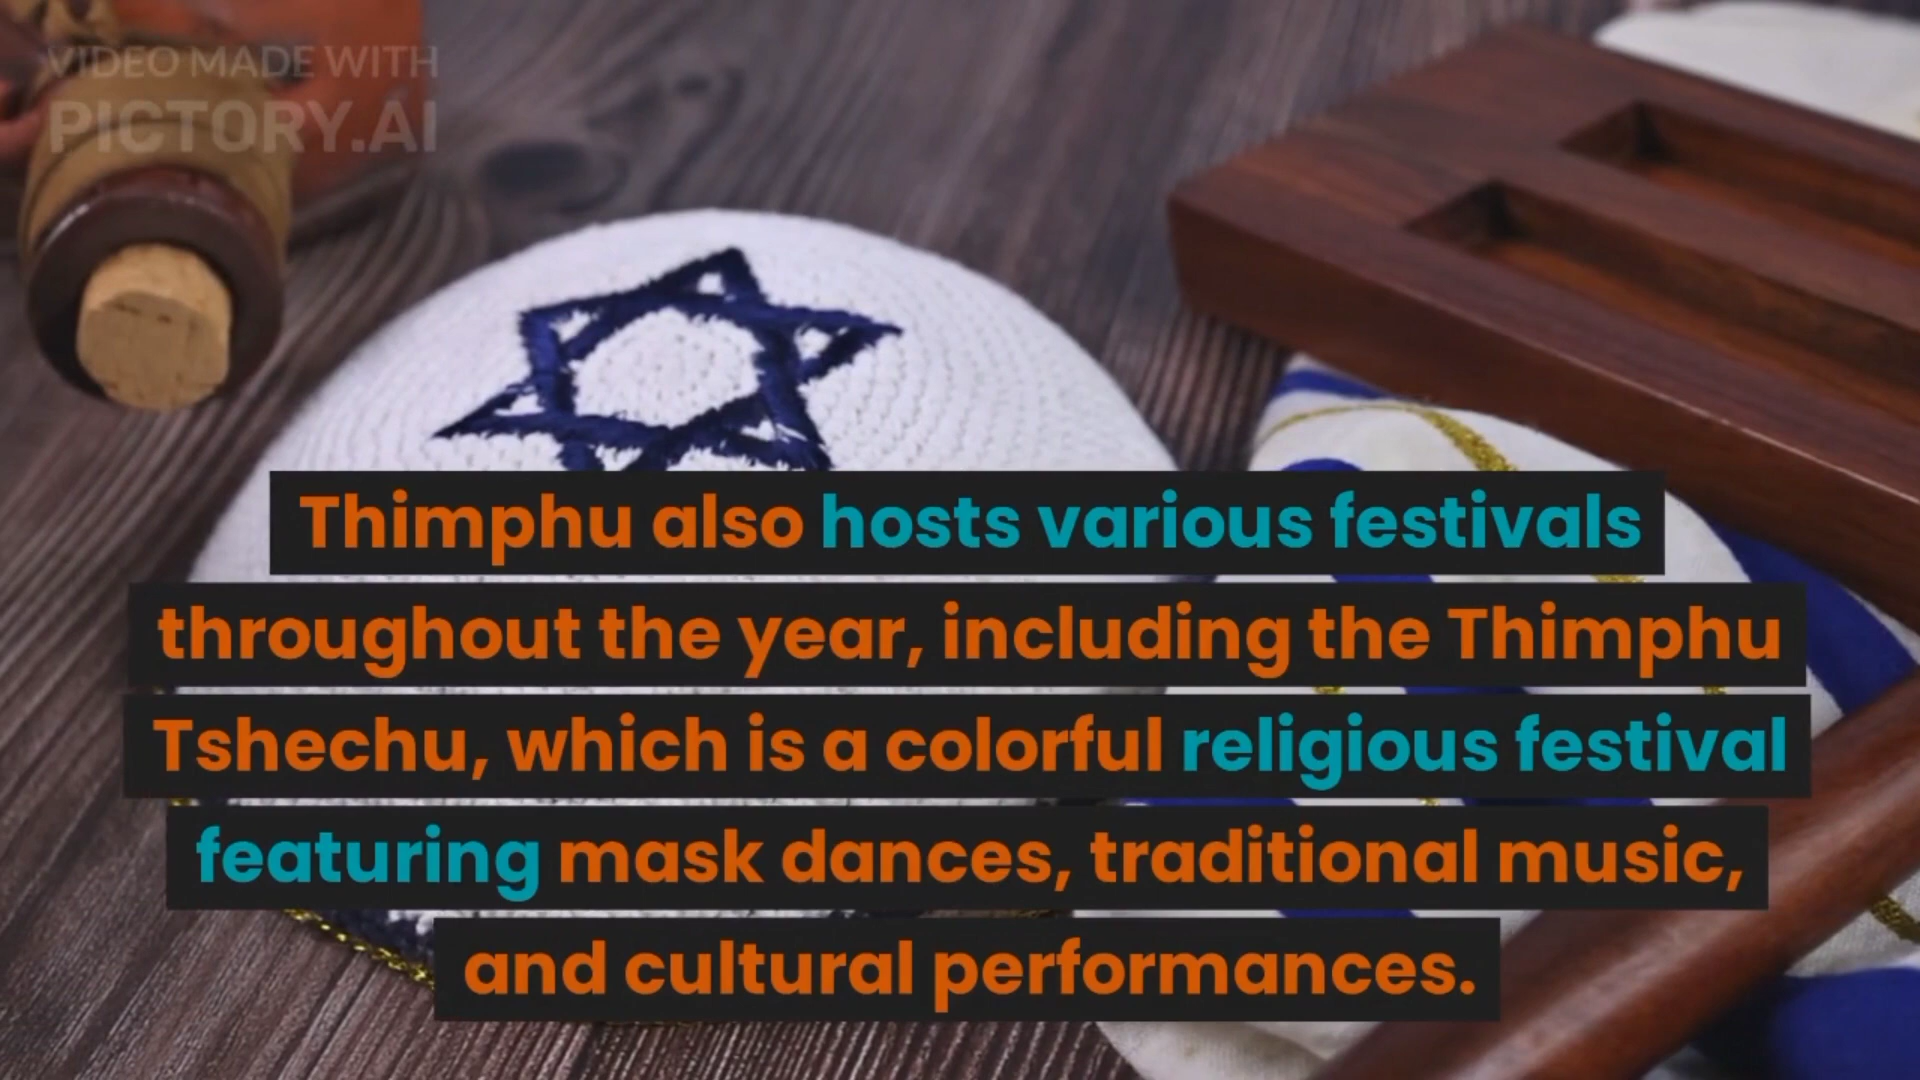 VIDEO MADE WITH
PICTORY.AI
Thimphu also hosts various festivals
throughout the year, including the Thimphu
Tshechu, which is a colorful religious festival
featuring mask dances, traditional music,
and cultural performances.